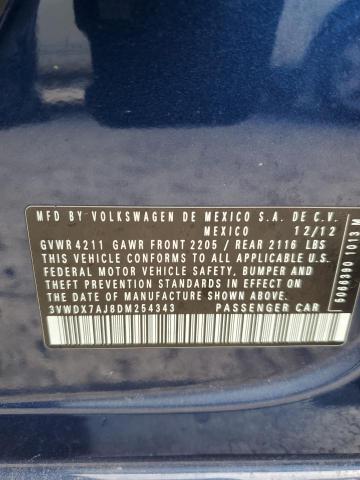 MFD BY VOLKSWAGEN DE MEXICO S.A. DE C.V.
MEXICO 12/12
GVWR 4211 GAWR FRONT 2205 / REAR 2116 LBS
THIS VEHICLE CONFORMS TO ALL APPLICABLE U.S.
FEDERAL MOTOR VEHICLE SAFETY, BUMPER AND
THEFT PREVENTION STANDARDS IN EFFECT ON
THE DATE OF MANUFACTURE SHOWN ABOVE.
3VWDX7AJ8DM254343 PASSENGER CAR
5066390 1013 M